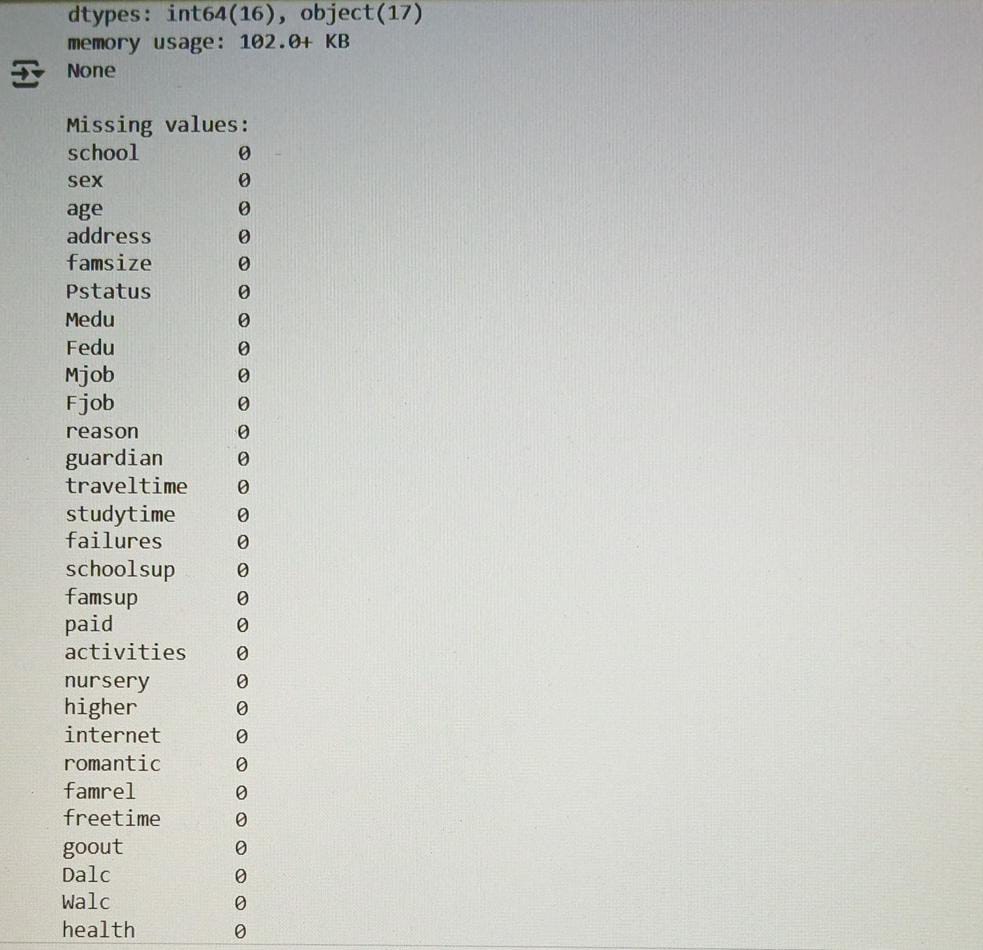 dtypes: int64(16), object(17)
memory usage: 102.0+ KB
None
Missing values:
school 0
sex 0
age 0
address 0
famsize 0
Pstatus 0
Medu 0
Fedu 0
Mjob 0
Fjob 0
reason 0
guardian 0
traveltime 0
studytime 0
failures 0
schoolsup 0
famsup 0
paid 0
activities 0
nursery 0
higher 0
internet 0
romantic 0
famrel 0
freetime 0
goout 0
Dalc 0
Walc 0
health 0